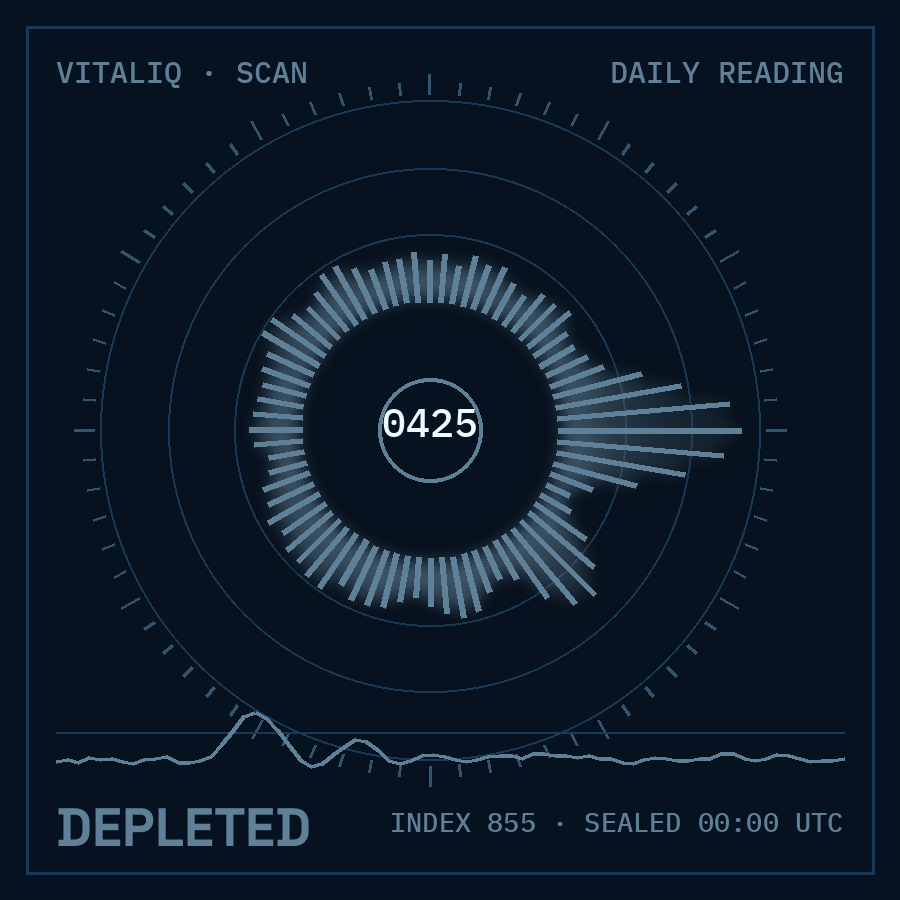 VITALIQ · SCAN
DAILY READING
0425
DEPLETED
INDEX 855 · SEALED 00:00 UTC